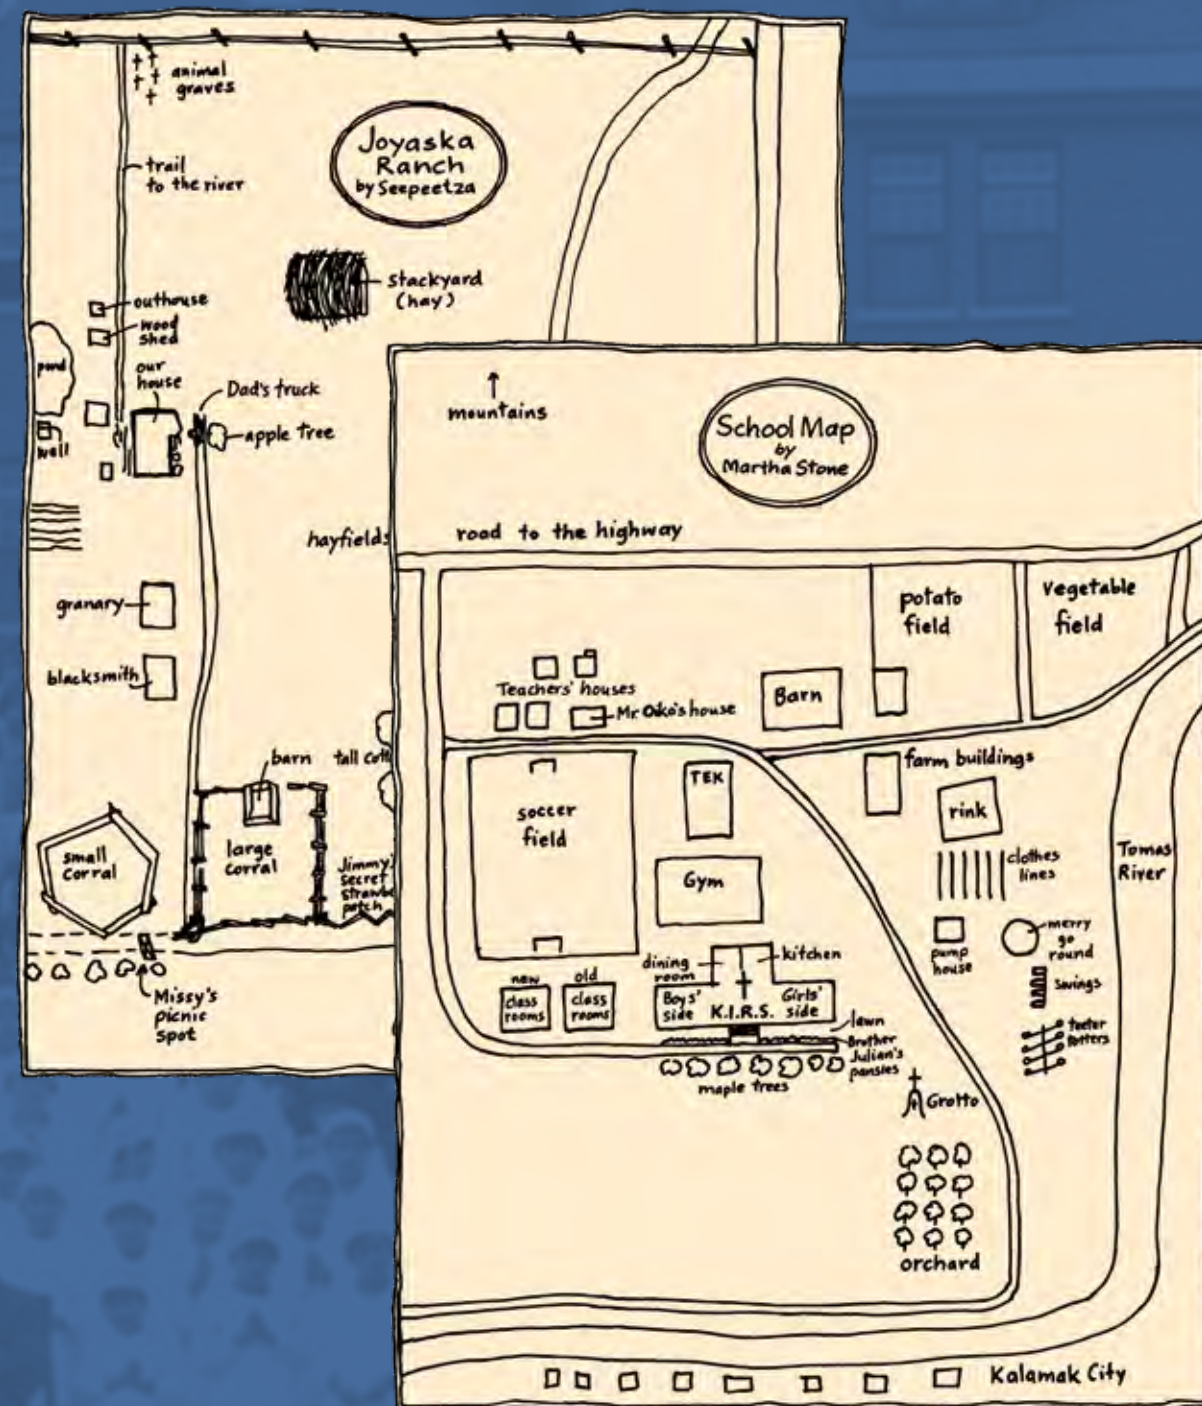 animal
graves
Joyaska
Ranch
by Seepeetza
trail
to the river
stackyard
(hay)
outhouse
wood
shed
pond
our
house
Dad's truck
apple tree
well
hayfields
granary
blacksmith
barn
tall
small
corral
large
corral
Jimmy's
secret
patch
Missy's
picnic
spot
mountains
School Map
by
Martha Stone
road to the highway
potato
field
vegetable
field
Teachers' houses
Mr. Oiko's house
Barn
farm buildings
TEK
rink
soccer
field
clothes
lines
Tomas
River
Gym
merry
go
round
pump
house
dining
room
kitchen
swings
new
class
rooms
old
class
rooms
Boys'
side
K.I.R.S.
Girls'
side
lawn
Brother
Julian's
pansies
teeter
totters
maple trees
Grotto
orchard
Kalamak City